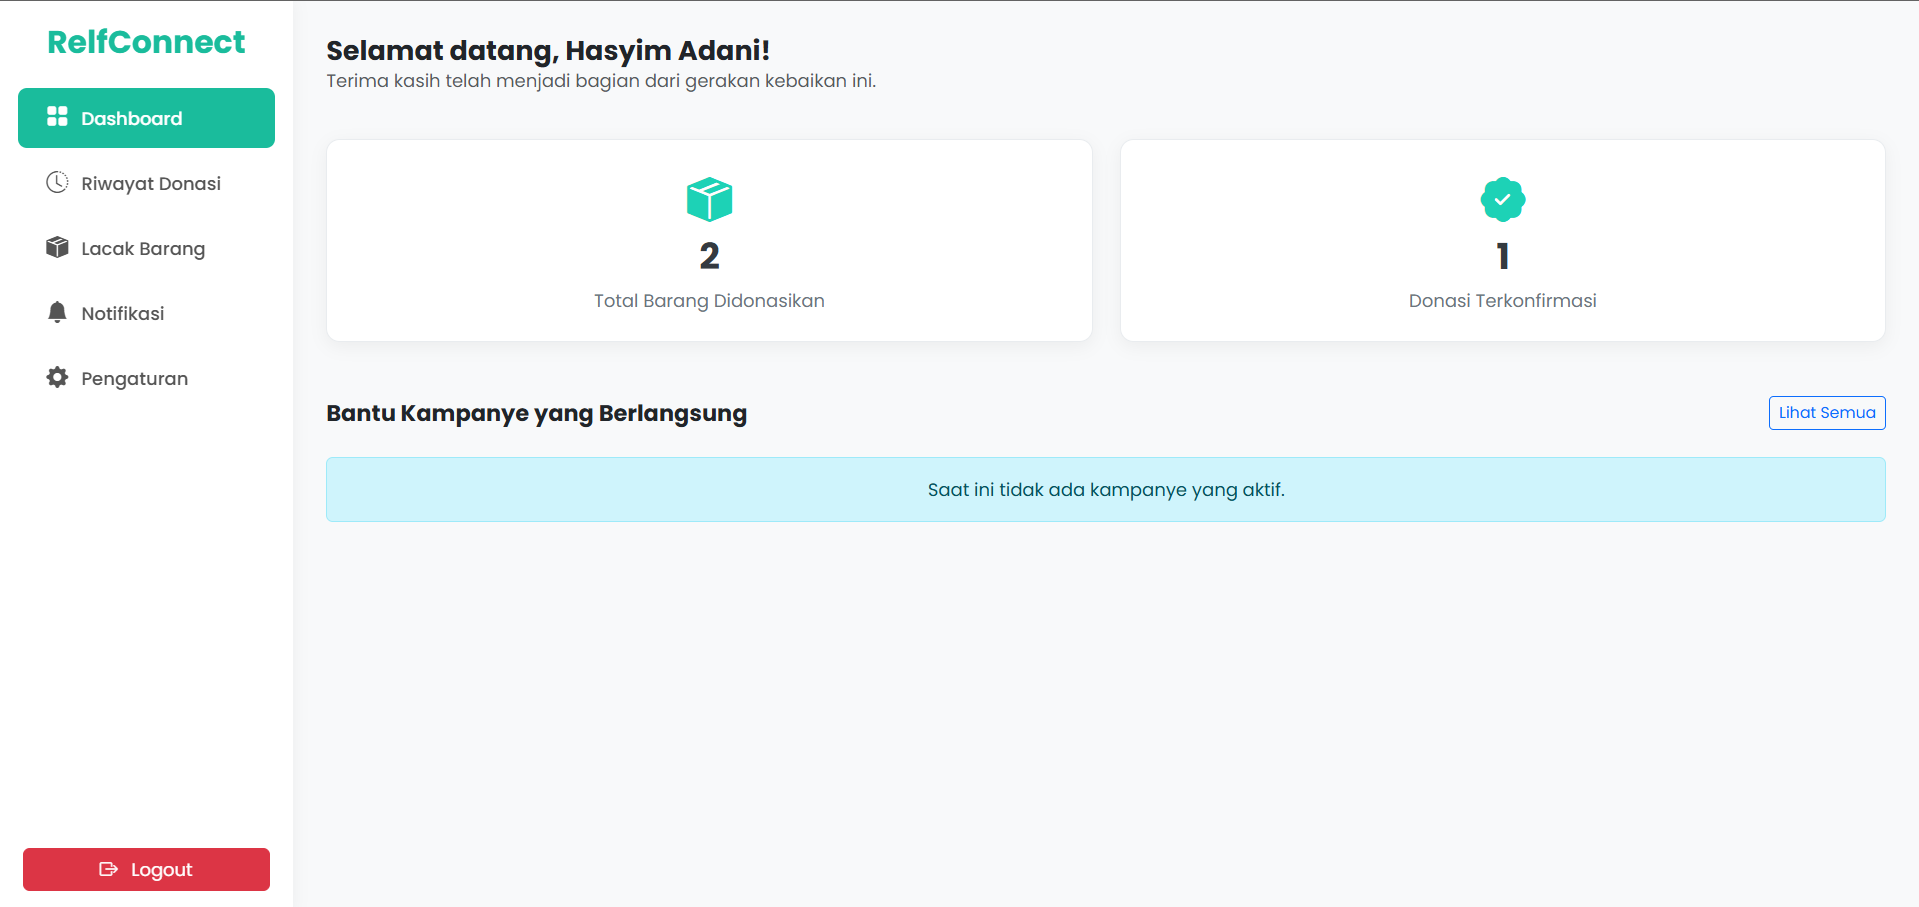 RelfConnect
Dashboard
Riwayat Donasi
Lacak Barang
Notifikasi
Pengaturan
Logout
Selamat datang, Hasyim Adani!
Terima kasih telah menjadi bagian dari gerakan kebaikan ini.
2
Total Barang Didonasikan
1
Donasi Terkonfirmasi
Bantu Kampanye yang Berlangsung
Lihat Semua
Saat ini tidak ada kampanye yang aktif.